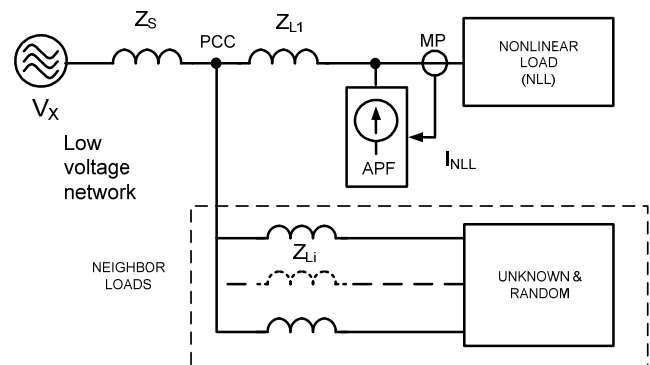 ZS
PCC
ZL1
MP
NONLINEAR
LOAD
(NLL)
VX
Low
voltage
network
APF
INLL
NEIGHBOR
LOADS
ZLi
UNKNOWN &
RANDOM